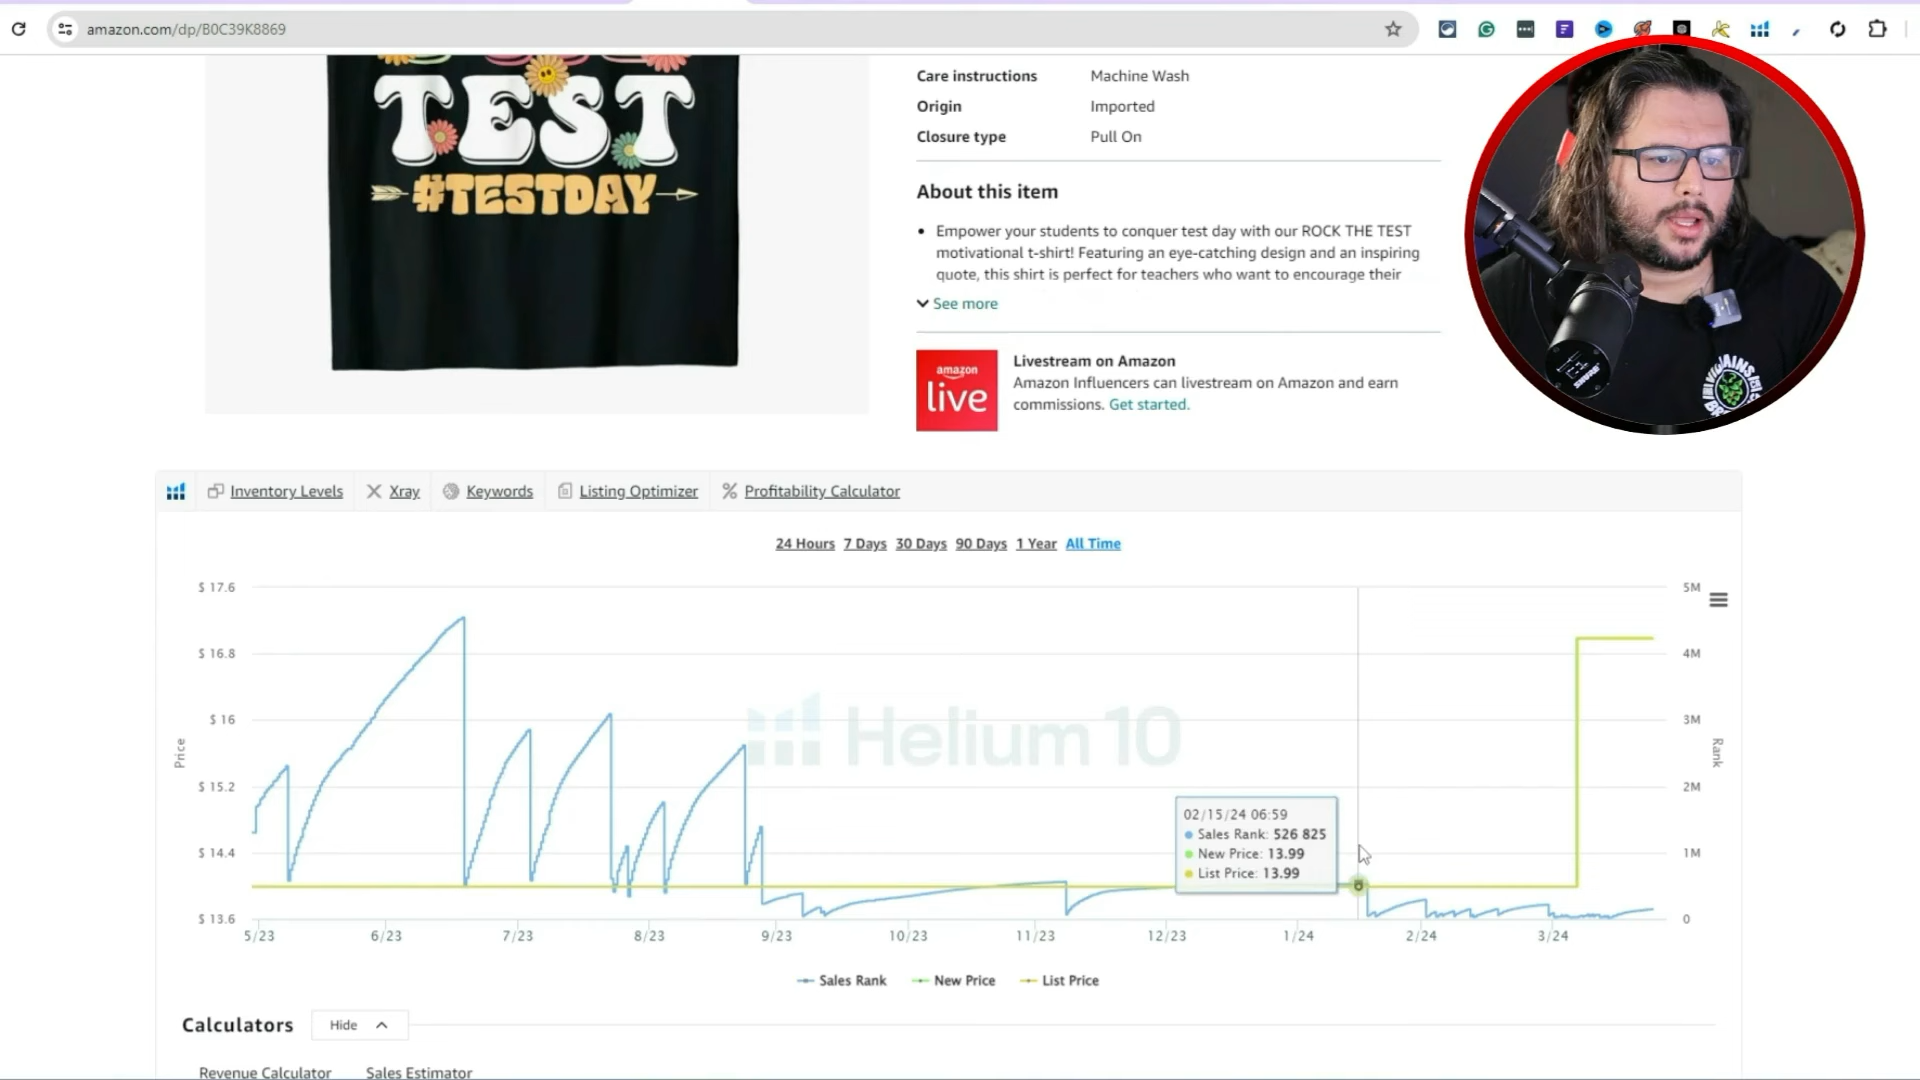 amazon.com/dp/B0C39K8869
TEST
#TESTDAY
Care instructions Machine Wash
Origin Imported
Closure type Pull On
About this item
• Empower your students to conquer test day with our ROCK THE TEST
motivational t-shirt! Featuring an eye-catching design and an inspiring
quote, this shirt is perfect for teachers who want to encourage their
See more
amazon
live
Livestream on Amazon
Amazon Influencers can livestream on Amazon and earn
commissions. Get started.
Inventory Levels Xray Keywords Listing Optimizer Profitability Calculator
24 Hours 7 Days 30 Days 90 Days 1 Year All Time
$ 17.6 5M
$ 16.8 4M
$ 16 3M
Helium 10
Price Rank
$ 15.2 2M
02/15/24 06:59
Sales Rank: 526 825
New Price: 13.99
List Price: 13.99
$ 14.4 1M
$ 13.6 0
5/23 6/23 7/23 8/23 9/23 10/23 11/23 12/23 1/24 2/24 3/24
Sales Rank New Price List Price
Calculators Hide
Revenue Calculator Sales Estimator